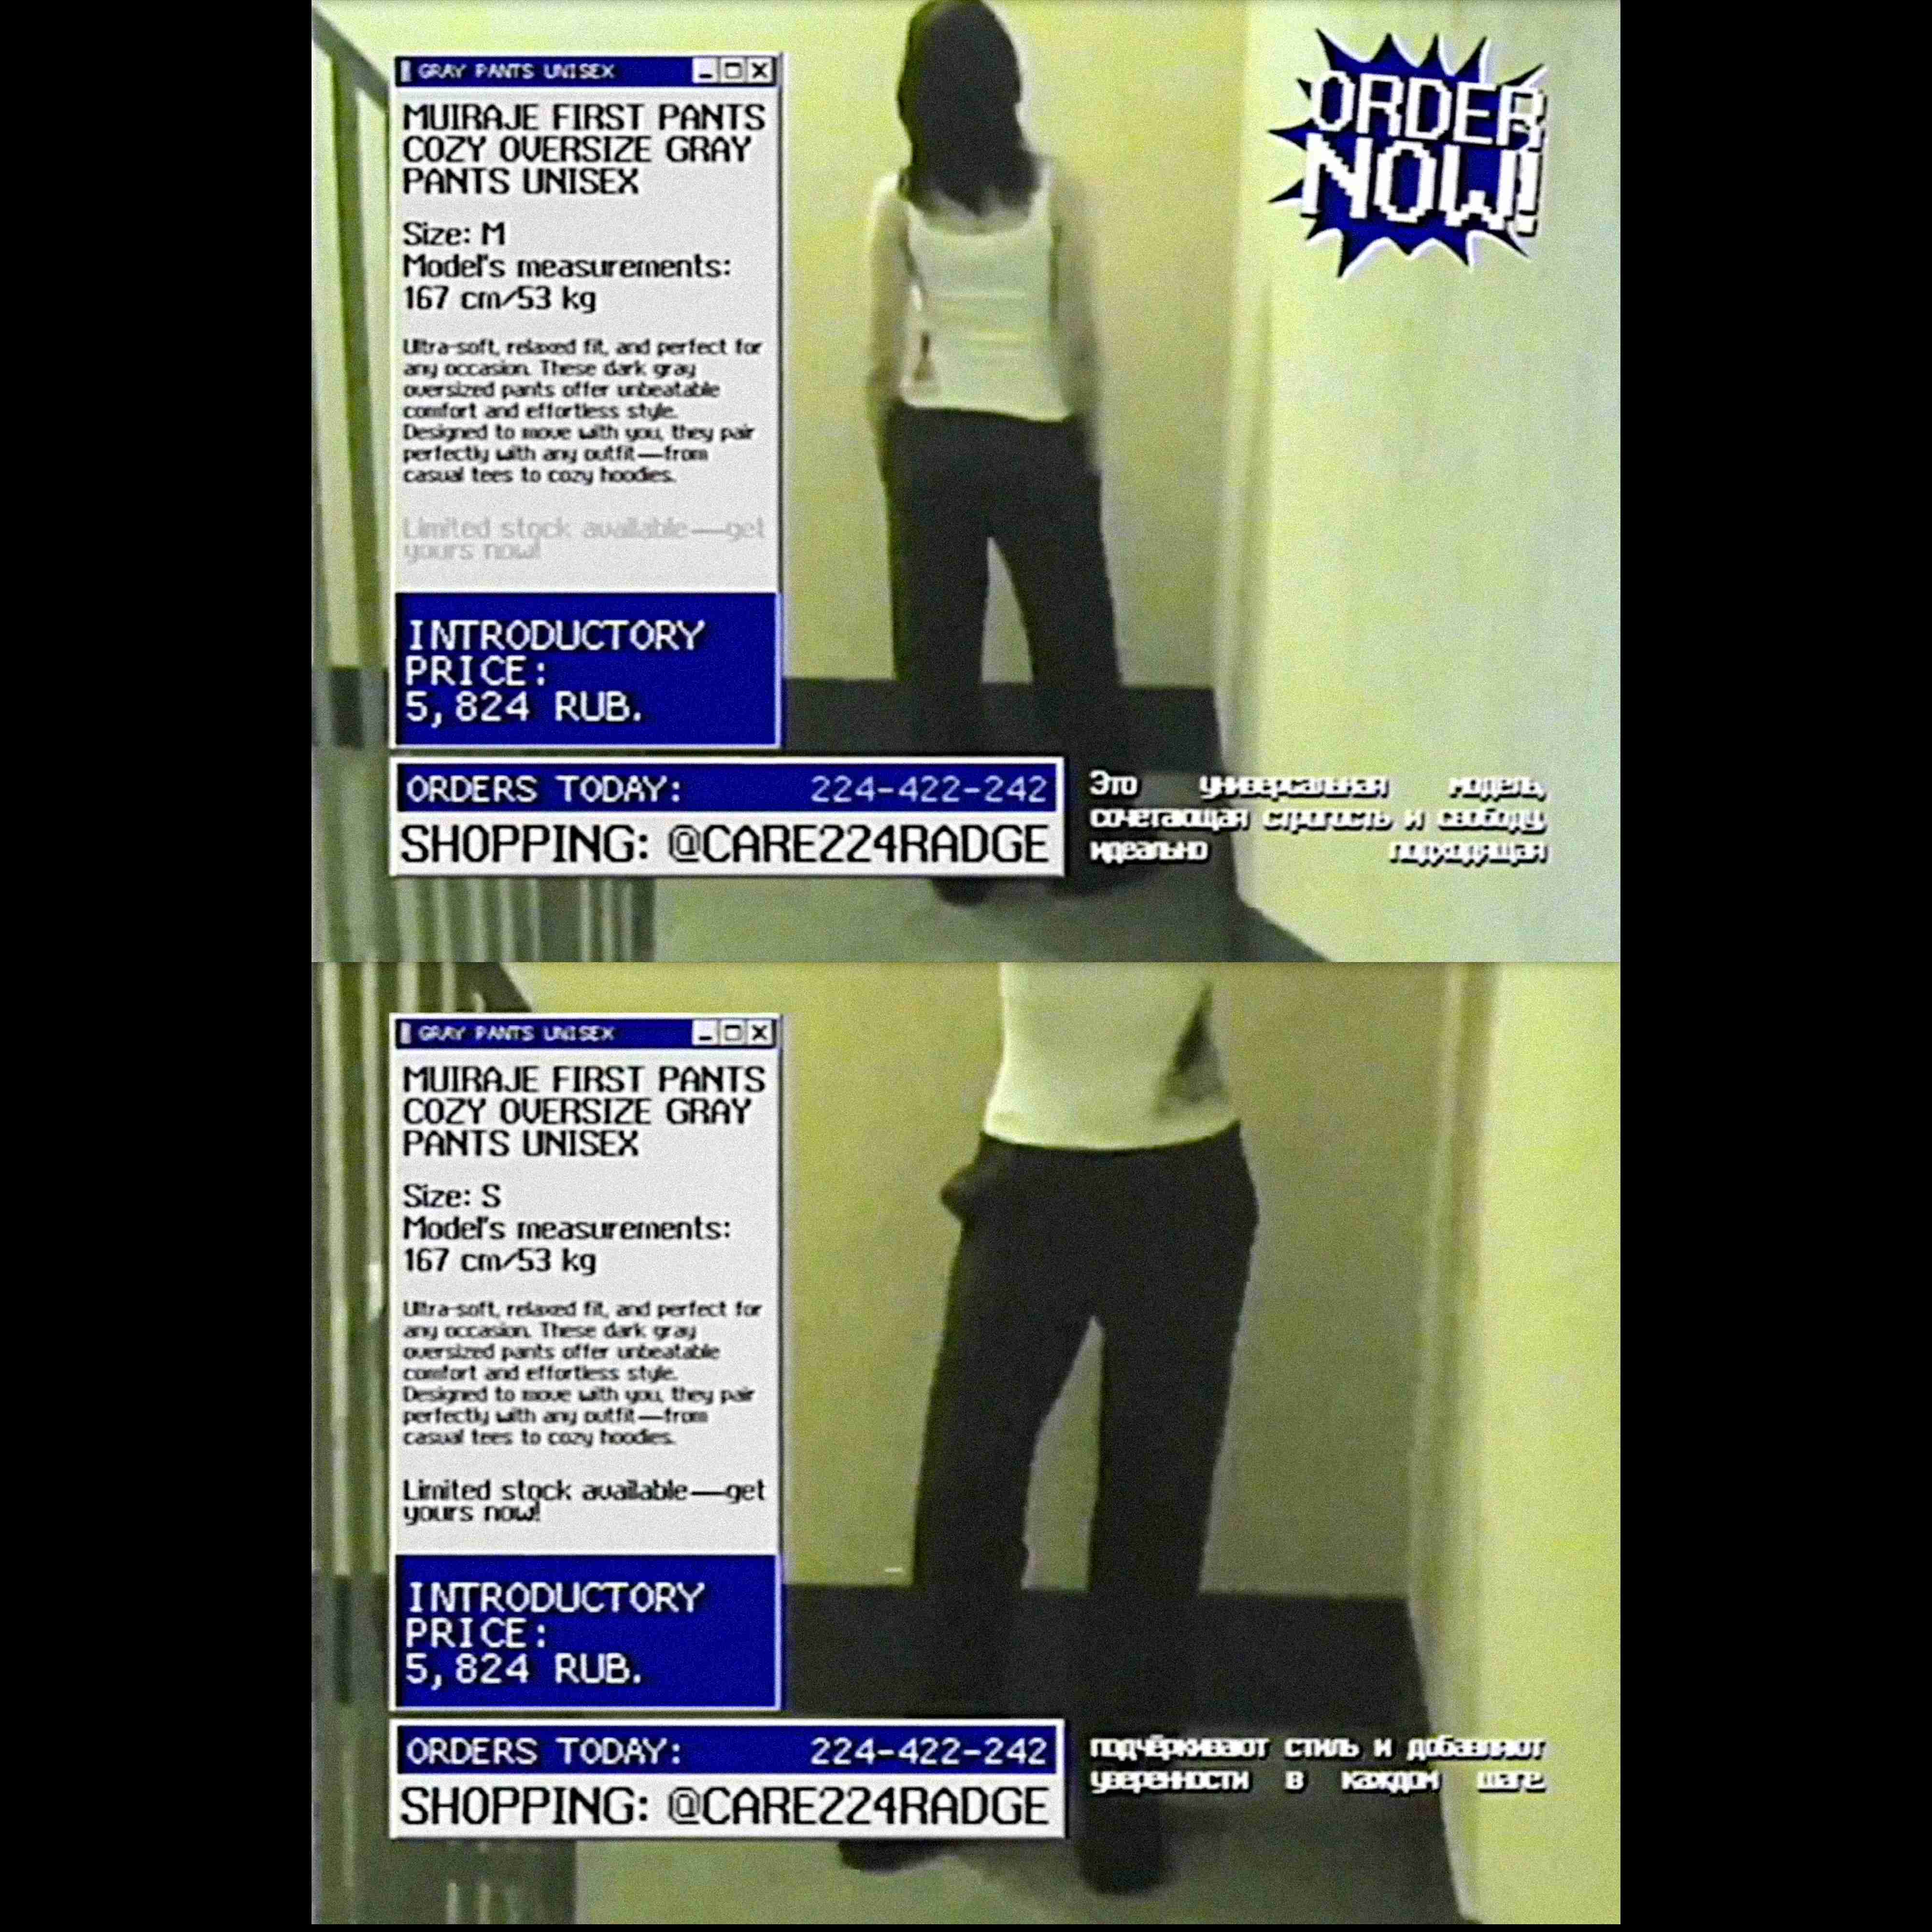 GRAY PANTS UNISEX
MUIRAJE FIRST PANTS
COZY OVERSIZE GRAY
PANTS UNISEX
Size: M
Model's measurements:
167 cm/53 kg
Ultra-soft, relaxed fit, and perfect for
any occasion. These dark gray
oversized pants offer unbeatable
comfort and effortless style.
Designed to move with you, they pair
perfectly with any outfit—from
casual tees to cozy hoodies.
Limited stock available—get
yours now!
INTRODUCTORY
PRICE:
5,824 RUB.
ORDERS TODAY: 224-422-242
SHOPPING: @CARE224RADGE
ORDER
NOW!
Это универсальная модель,
сочетающая строгость и свободу,
идеально подходящая
GRAY PANTS UNISEX
MUIRAJE FIRST PANTS
COZY OVERSIZE GRAY
PANTS UNISEX
Size: S
Model's measurements:
167 cm/53 kg
Ultra-soft, relaxed fit, and perfect for
any occasion. These dark gray
oversized pants offer unbeatable
comfort and effortless style.
Designed to move with you, they pair
perfectly with any outfit—from
casual tees to cozy hoodies.
Limited stock available—get
yours now!
INTRODUCTORY
PRICE:
5,824 RUB.
ORDERS TODAY: 224-422-242
SHOPPING: @CARE224RADGE
подчёркивают стиль и добавляют
уверенности в каждом шаге.